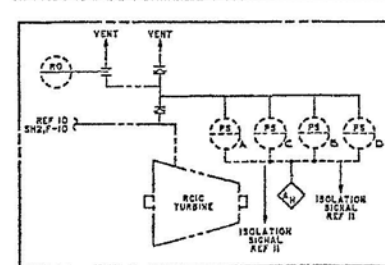 VENT VENT
RO
REF 10
SH2,F-10
PS PS PS PS
A C B D
RCIC
TURBINE
AH
ISOLATION
SIGNAL
REF 11
ISOLATION
SIGNAL
REF 11